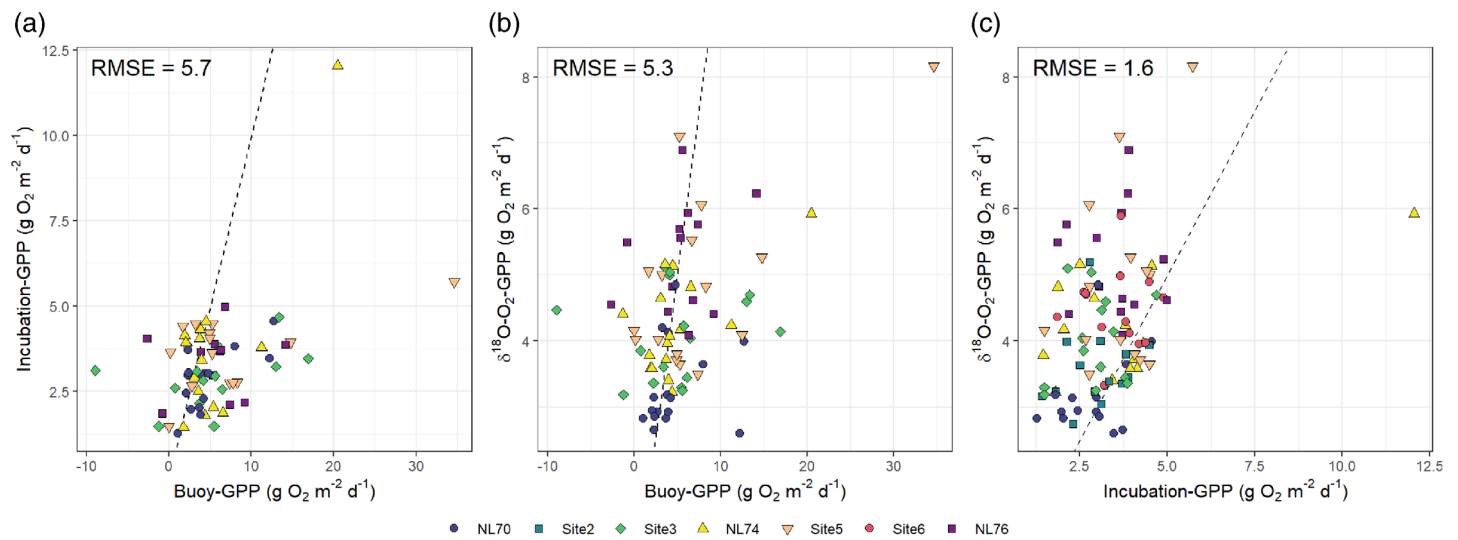 (a)
RMSE = 5.7
12.5
10.0
7.5
5.0
2.5
Incubation-GPP (g O₂ m⁻² d⁻¹)
-10 0 10 20 30
Buoy-GPP (g O₂ m⁻² d⁻¹)
(b)
RMSE = 5.3
8
6
4
δ¹⁸O-O₂-GPP (g O₂ m⁻² d⁻¹)
-10 0 10 20 30
Buoy-GPP (g O₂ m⁻² d⁻¹)
(c)
RMSE = 1.6
8
6
4
δ¹⁸O-O₂-GPP (g O₂ m⁻² d⁻¹)
2.5 5.0 7.5 10.0 12.5
Incubation-GPP (g O₂ m⁻² d⁻¹)
NL70 Site2 Site3 NL74 Site5 Site6 NL76